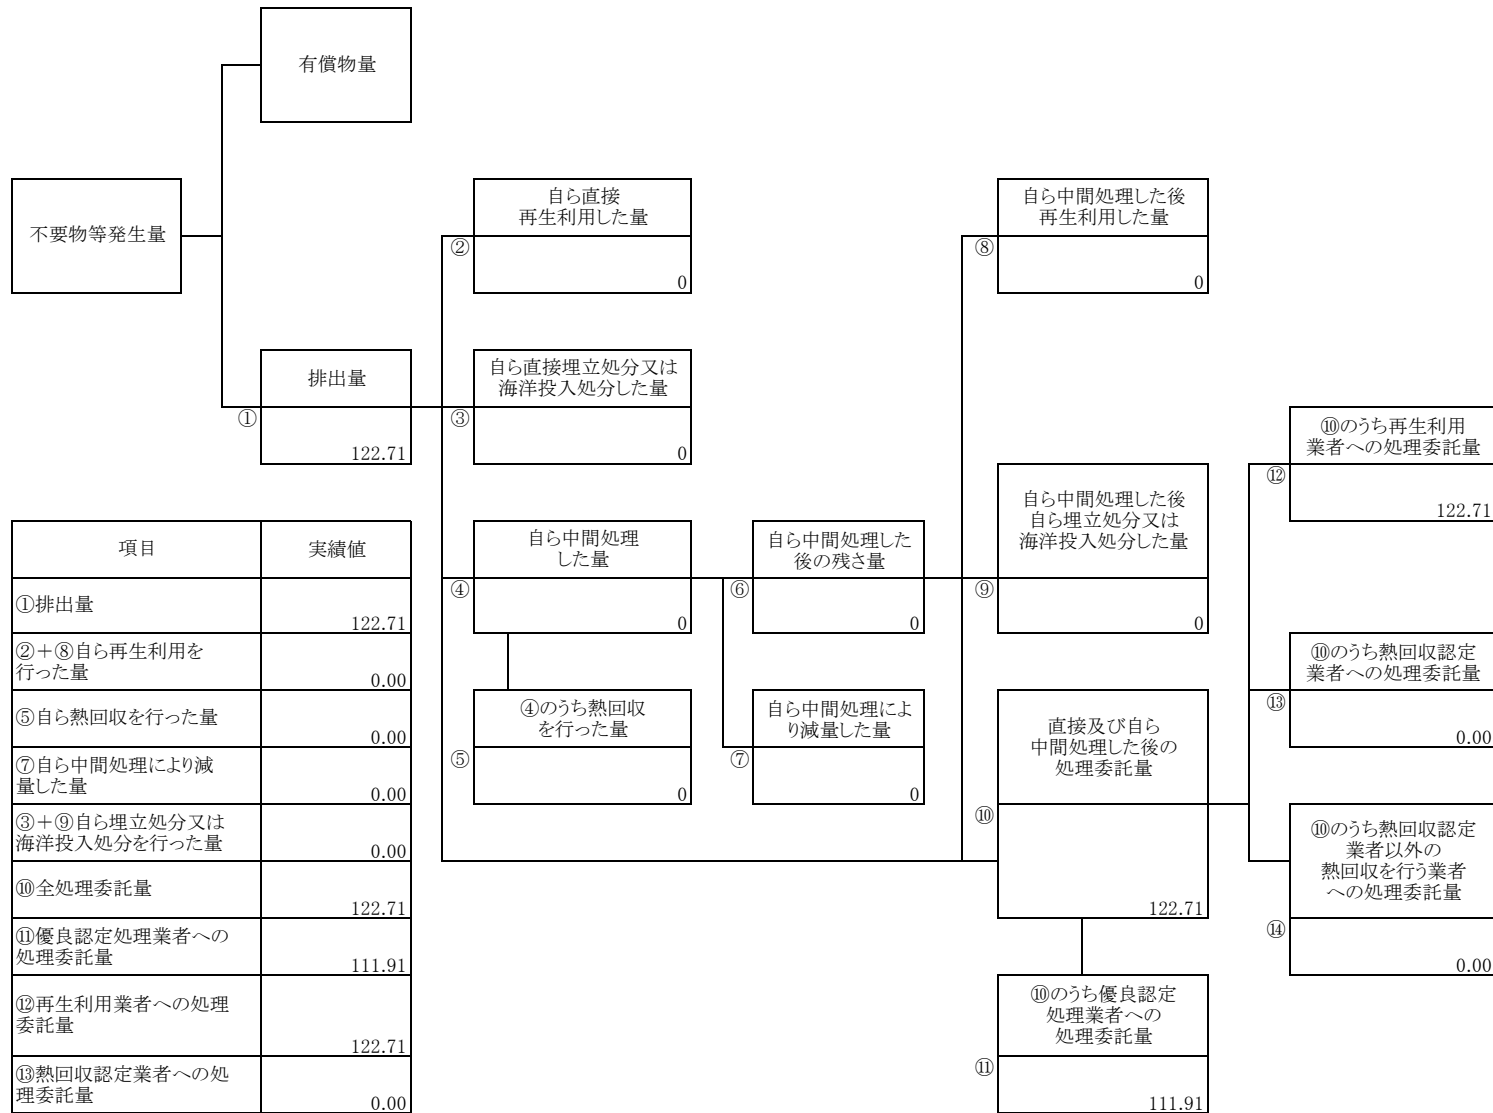 有償物量
不要物等発生量
自ら直接
再生利用した量
②
0
自ら中間処理した後
再生利用した量
⑧
0
排出量
①
122.71
自ら直接埋立処分又は
海洋投入処分した量
③
0
⑩のうち再生利用
業者への処理委託量
⑫
122.71
自ら中間処理した後
自ら埋立処分又は
海洋投入処分した量
⑨
0
自ら中間処理
した量
④
0
自ら中間処理した
後の残さ量
⑥
0
⑩のうち熱回収認定
業者への処理委託量
⑬
0.00
④のうち熱回収
を行った量
⑤
0
自ら中間処理によ
り減量した量
⑦
0
直接及び自ら
中間処理した後の
処理委託量
⑩
122.71
⑩のうち熱回収認定
業者以外の
熱回収を行う業者
への処理委託量
⑭
0.00
⑩のうち優良認定
処理業者への
処理委託量
⑪
111.91
項目 実績値
①排出量
122.71
②+⑧自ら再生利用を
行った量
0.00
⑤自ら熱回収を行った量
0.00
⑦自ら中間処理により減
量した量
0.00
③+⑨自ら埋立処分又は
海洋投入処分を行った量
0.00
⑩全処理委託量
122.71
⑪優良認定処理業者への
処理委託量
111.91
⑫再生利用業者への処理
委託量
122.71
⑬熱回収認定業者への処
理委託量
0.00